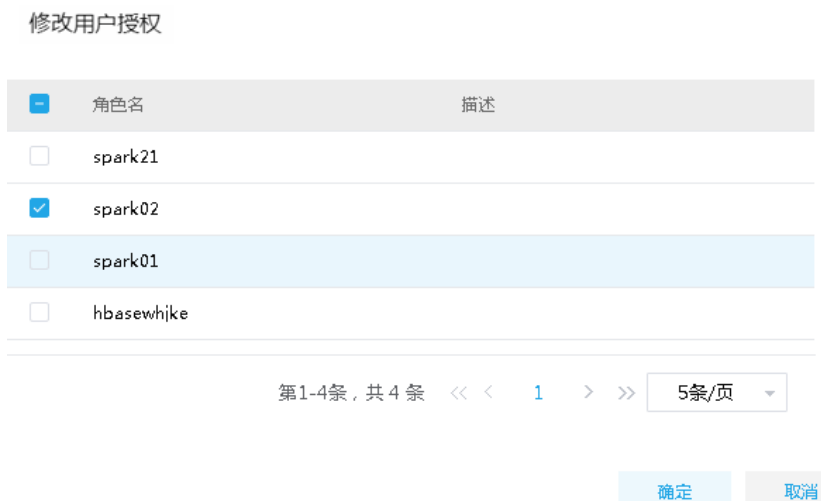 修改用户授权
角色名 描述
spark21
spark02
spark01
hbasewhjke
第1-4条，共 4 条 1 5条/页
确定 取消